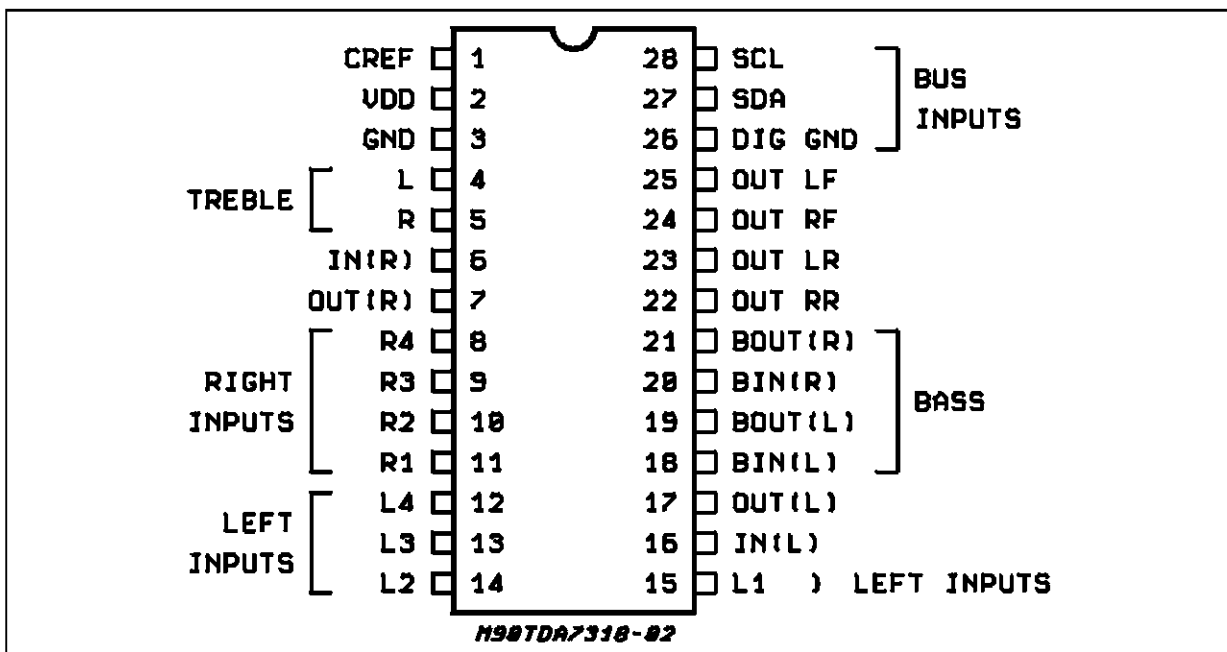 CREF 1 28 SCL
VDD 2 27 SDA
BUS INPUTS
GND 3 26 DIG GND
L 4 25 OUT LF
TREBLE
R 5 24 OUT RF
IN(R) 6 23 OUT LR
OUT(R) 7 22 OUT RR
R4 8 21 BOUT(R)
RIGHT INPUTS
R3 9 20 BIN(R)
BASS
R2 10 19 BOUT(L)
R1 11 18 BIN(L)
L4 12 17 OUT(L)
LEFT INPUTS
L3 13 16 IN(L)
L2 14 15 L1 ) LEFT INPUTS
M90TDA7318-02